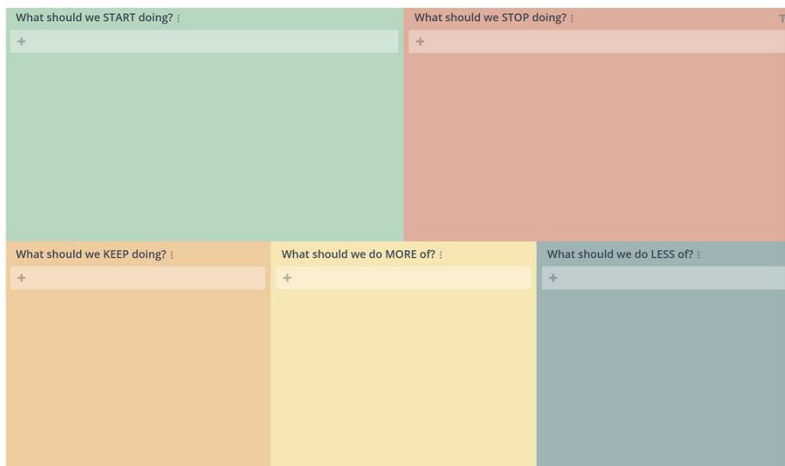 What should we START doing?
What should we STOP doing?
What should we KEEP doing?
What should we do MORE of?
What should we do LESS of?